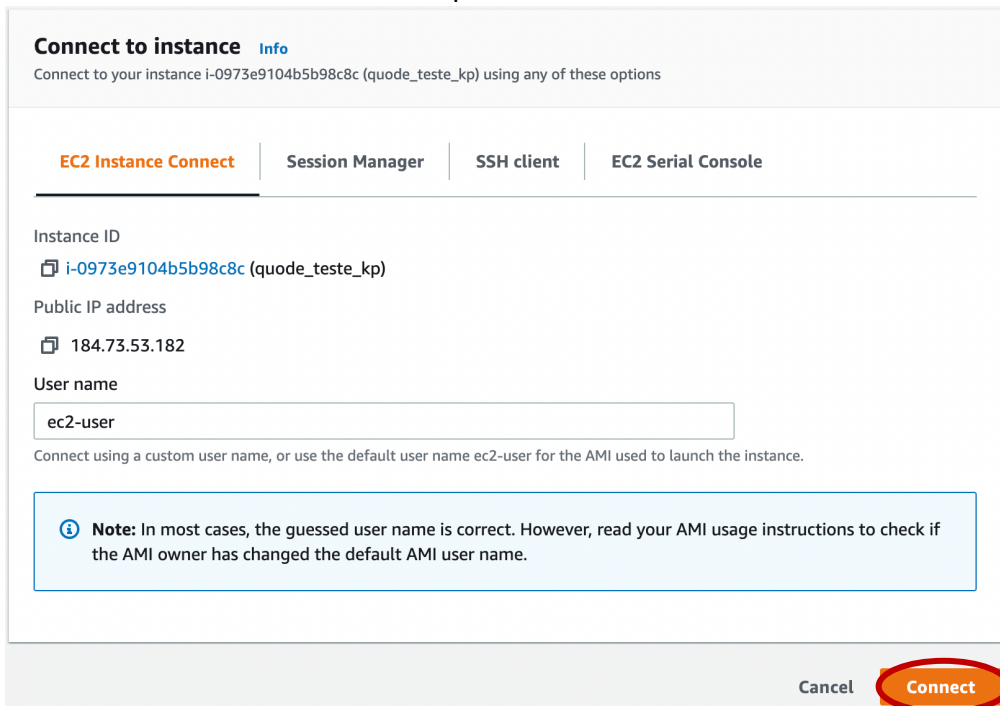 Connect to instance Info
Connect to your instance i-0973e9104b5b98c8c (quode_teste_kp) using any of these options
EC2 Instance Connect Session Manager SSH client EC2 Serial Console
Instance ID
i-0973e9104b5b98c8c (quode_teste_kp)
Public IP address
184.73.53.182
User name
ec2-user
Connect using a custom user name, or use the default user name ec2-user for the AMI used to launch the instance.
Note: In most cases, the guessed user name is correct. However, read your AMI usage instructions to check if
the AMI owner has changed the default AMI user name.
Cancel Connect